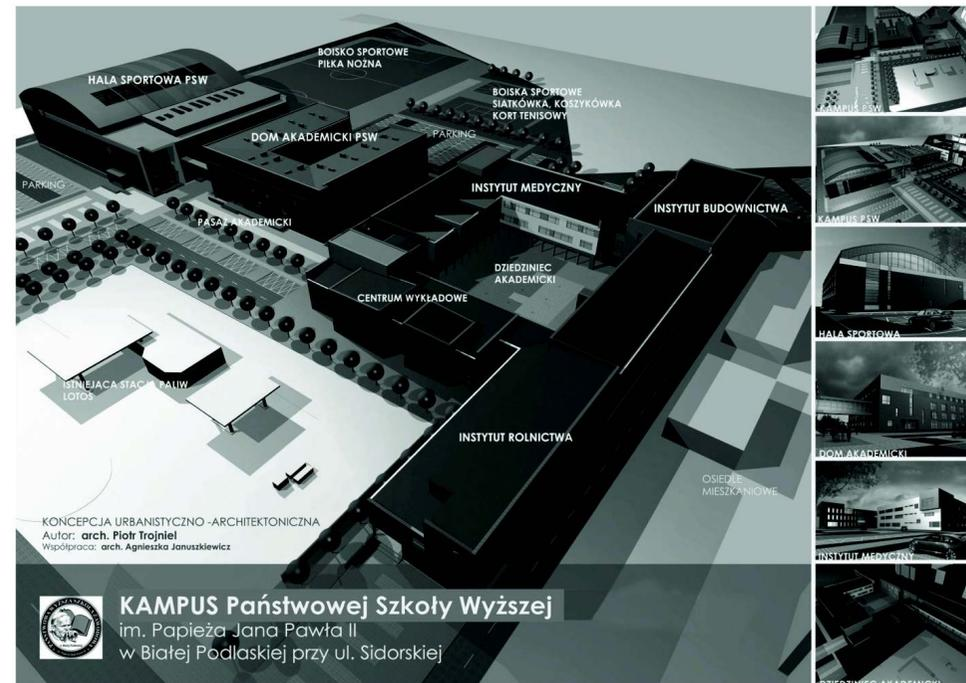 BOISKO SPORTOWE
PIŁKA NOŻNA
HALA SPORTOWA PSW
BOISKA SPORTOWE
SIATKÓWKA, KOSZYKÓWKA
KORT TENISOWY
DOM AKADEMICKI PSW
PARKING
PARKING
INSTYTUT MEDYCZNY
INSTYTUT BUDOWNICTWA
PASAŻ AKADEMICKI
DZIEDZINIEC
AKADEMICKI
CENTRUM WYKŁADOWE
ISTNIEJĄCA STACJA PALIW
LOTOS
INSTYTUT ROLNICTWA
OSIEDLE
MIESZKANIOWE
KONCEPCJA URBANISTYCZNO -ARCHITEKTONICZNA
Autor: arch. Piotr Trojniel
Współpraca: arch. Agnieszka Januszkiewicz
KAMPUS Państwowej Szkoły Wyższej
im. Papieża Jana Pawła II
w Białej Podlaskiej przy ul. Sidorskiej
KAMPUS PSW
KAMPUS PSW
HALA SPORTOWA
DOM AKADEMICKI
INSTYTUT MEDYCZNY
DZIEDZINIEC AKADEMICKI